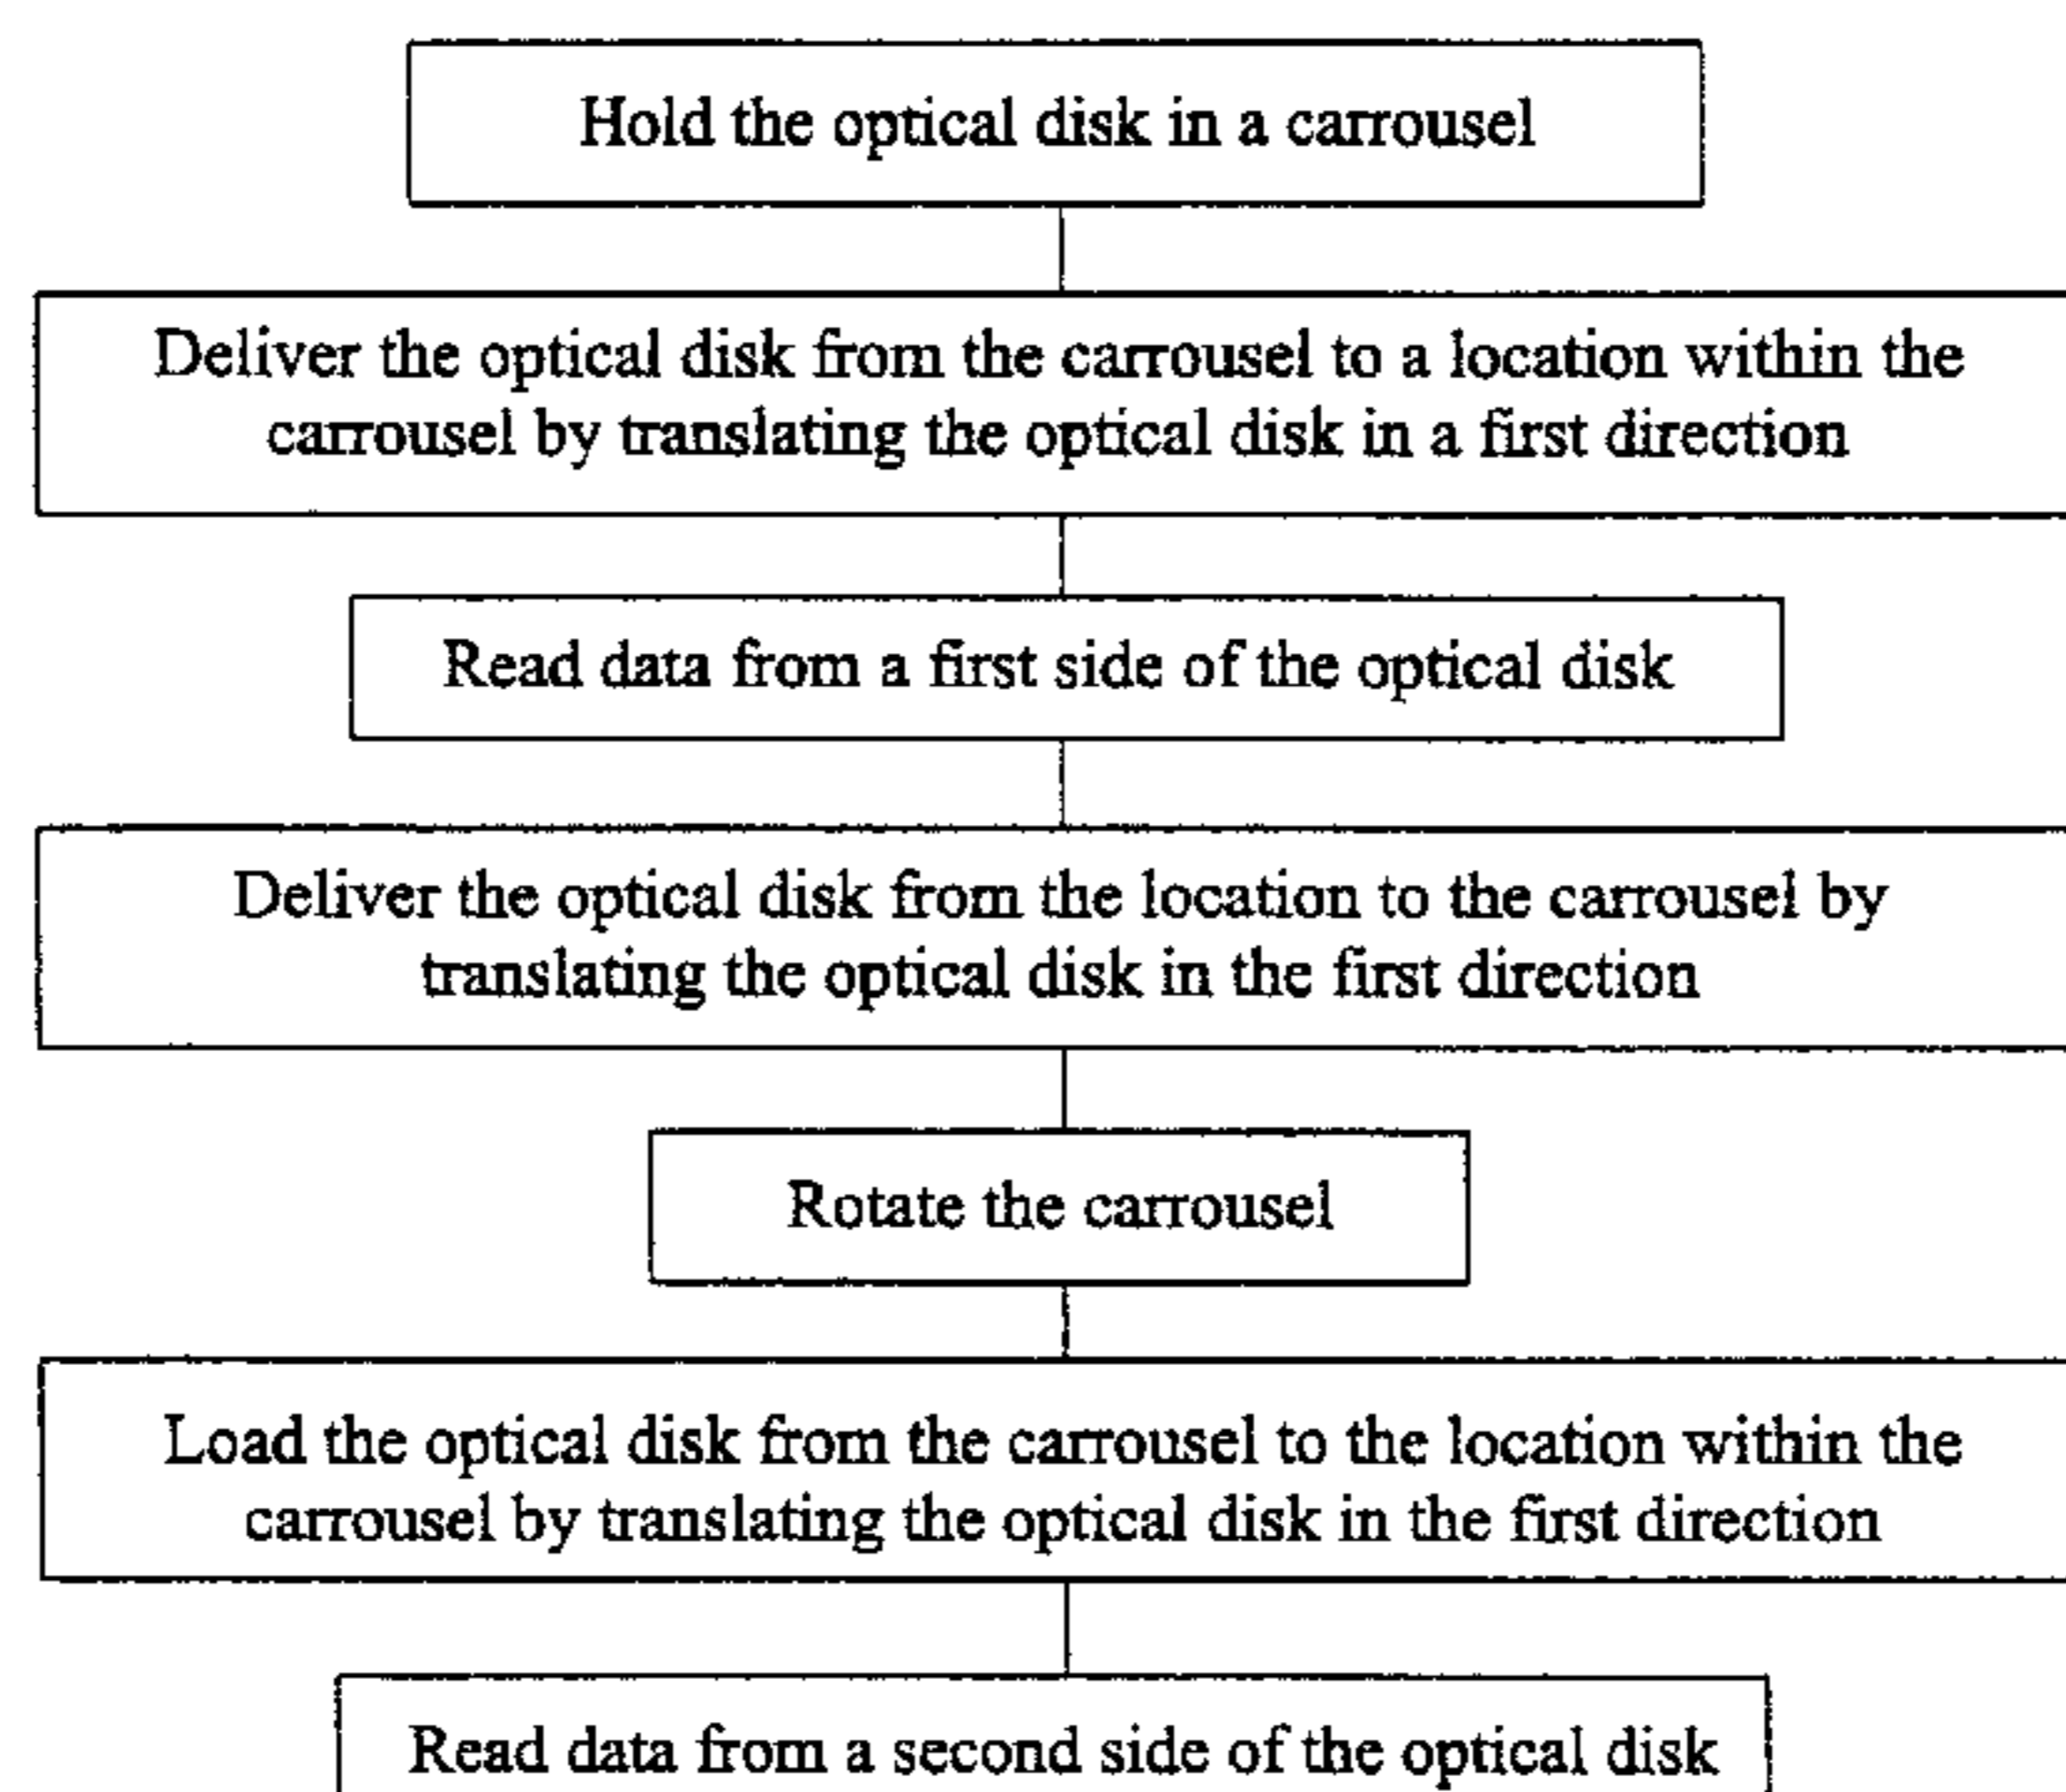 Hold the optical disk in a carrousel
Deliver the optical disk from the carrousel to a location within the
carrousel by translating the optical disk in a first direction
Read data from a first side of the optical disk
Deliver the optical disk from the location to the carrousel by
translating the optical disk in the first direction
Rotate the carrousel
Load the optical disk from the carrousel to the location within the
carrousel by translating the optical disk in the first direction
Read data from a second side of the optical disk